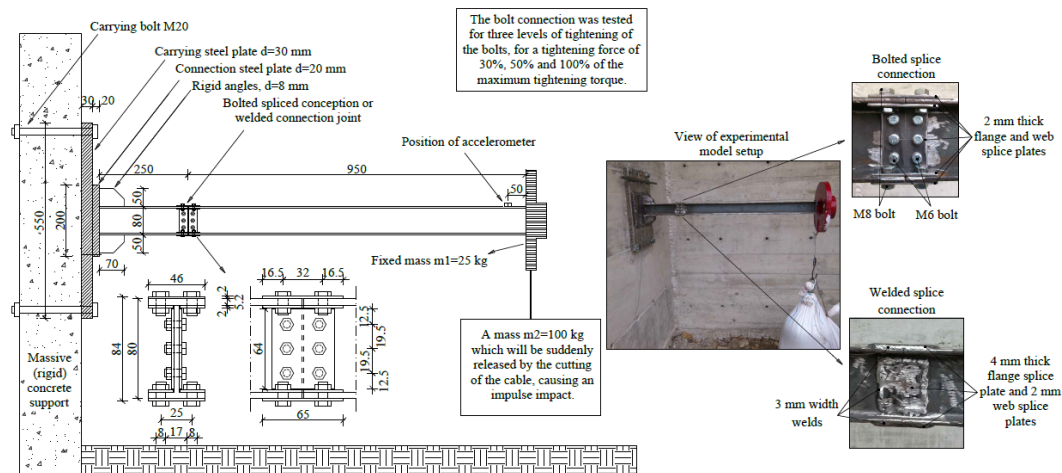 Carrying bolt M20
Carrying steel plate d=30 mm
Connection steel plate d=20 mm
Rigid angles, d=8 mm
Bolted spliced conception or
welded connection joint
30
20
250
950
Position of accelerometer
50
50
80
50
550
200
70
Fixed mass m1=25 kg
46
2
5.2
2
84
80
25
8
17
8
16.5
32
16.5
64
12.5
19.5
19.5
12.5
65
Massive
(rigid)
concrete
support
The bolt connection was tested
for three levels of tightening of
the bolts, for a tightening force of
30%, 50% and 100% of the
maximum tightening torque.
A mass m2=100 kg
which will be suddenly
released by the cutting
of the cable, causing an
impulse impact.
View of experimental
model setup
Bolted splice
connection
2 mm thick
flange and web
splice plates
M8 bolt
M6 bolt
Welded splice
connection
4 mm thick
flange splice
plate and 2 mm
web splice
plates
3 mm width
welds